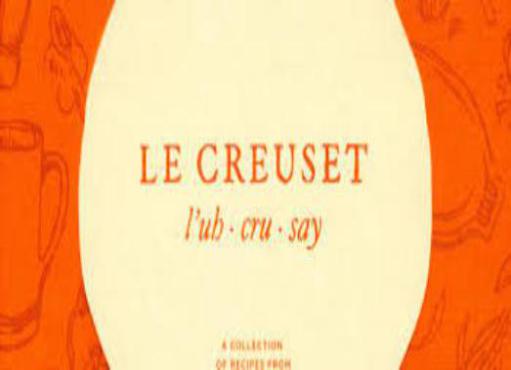 LE CREUSET
l'uh · cru · say
A COLLECTION
OF RECIPES FROM